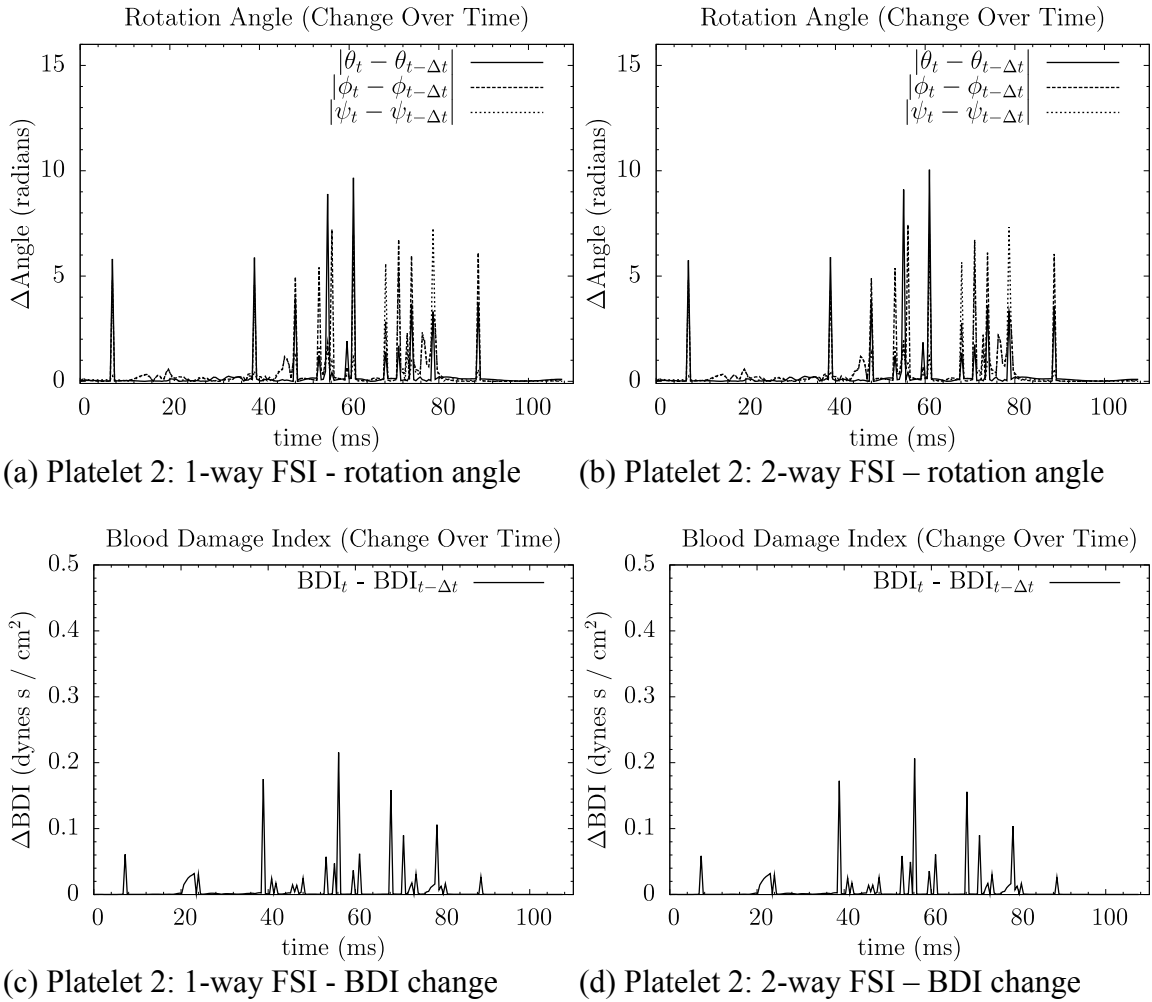 Rotation Angle (Change Over Time)
|θₜ − θₜ₋Δₜ|
|ϕₜ − ϕₜ₋Δₜ|
|ψₜ − ψₜ₋Δₜ|
ΔAngle (radians)
15
10
5
0
0 20 40 60 80 100
time (ms)
(a) Platelet 2: 1-way FSI - rotation angle
Rotation Angle (Change Over Time)
|θₜ − θₜ₋Δₜ|
|ϕₜ − ϕₜ₋Δₜ|
|ψₜ − ψₜ₋Δₜ|
ΔAngle (radians)
15
10
5
0
0 20 40 60 80 100
time (ms)
(b) Platelet 2: 2-way FSI – rotation angle
Blood Damage Index (Change Over Time)
BDIₜ - BDIₜ₋Δₜ
ΔBDI (dynes s / cm²)
0.5
0.4
0.3
0.2
0.1
0
0 20 40 60 80 100
time (ms)
(c) Platelet 2: 1-way FSI - BDI change
Blood Damage Index (Change Over Time)
BDIₜ - BDIₜ₋Δₜ
ΔBDI (dynes s / cm²)
0.5
0.4
0.3
0.2
0.1
0
0 20 40 60 80 100
time (ms)
(d) Platelet 2: 2-way FSI – BDI change